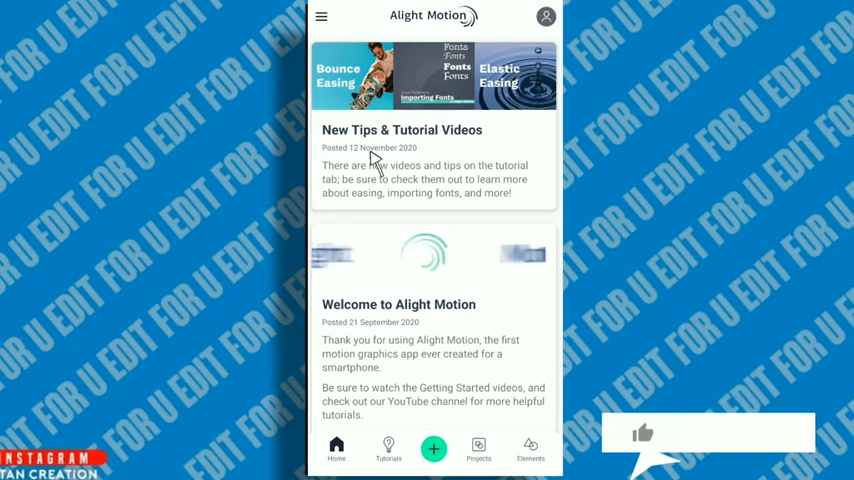 Alight Motion
Bounce
Easing
Fonts
Fonts
Fonts
Fonts
Importing Fonts
Elastic
Easing
New Tips & Tutorial Videos
Posted 12 November 2020
There are new videos and tips on the tutorial
tab; be sure to check them out to learn more
about easing, importing fonts, and more!
Welcome to Alight Motion
Posted 21 September 2020
Thank you for using Alight Motion, the first
motion graphics app ever created for a
smartphone.
Be sure to watch the Getting Started videos, and
check out our YouTube channel for more helpful
tutorials.
Home
Tutorials
Projects
Elements
INSTAGRAM
TAN CREATION
EDIT FOR U EDIT FOR U